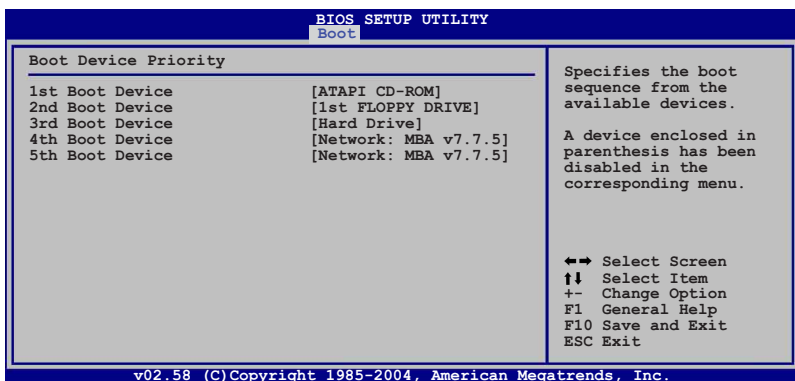 BIOS SETUP UTILITY
Boot
Boot Device Priority
1st Boot Device [ATAPI CD-ROM]
2nd Boot Device [1st FLOPPY DRIVE]
3rd Boot Device [Hard Drive]
4th Boot Device [Network: MBA v7.7.5]
5th Boot Device [Network: MBA v7.7.5]
Specifies the boot
sequence from the
available devices.
A device enclosed in
parenthesis has been
disabled in the
corresponding menu.
←→ Select Screen
↑↓ Select Item
+- Change Option
F1 General Help
F10 Save and Exit
ESC Exit
v02.58 (C)Copyright 1985-2004, American Megatrends, Inc.